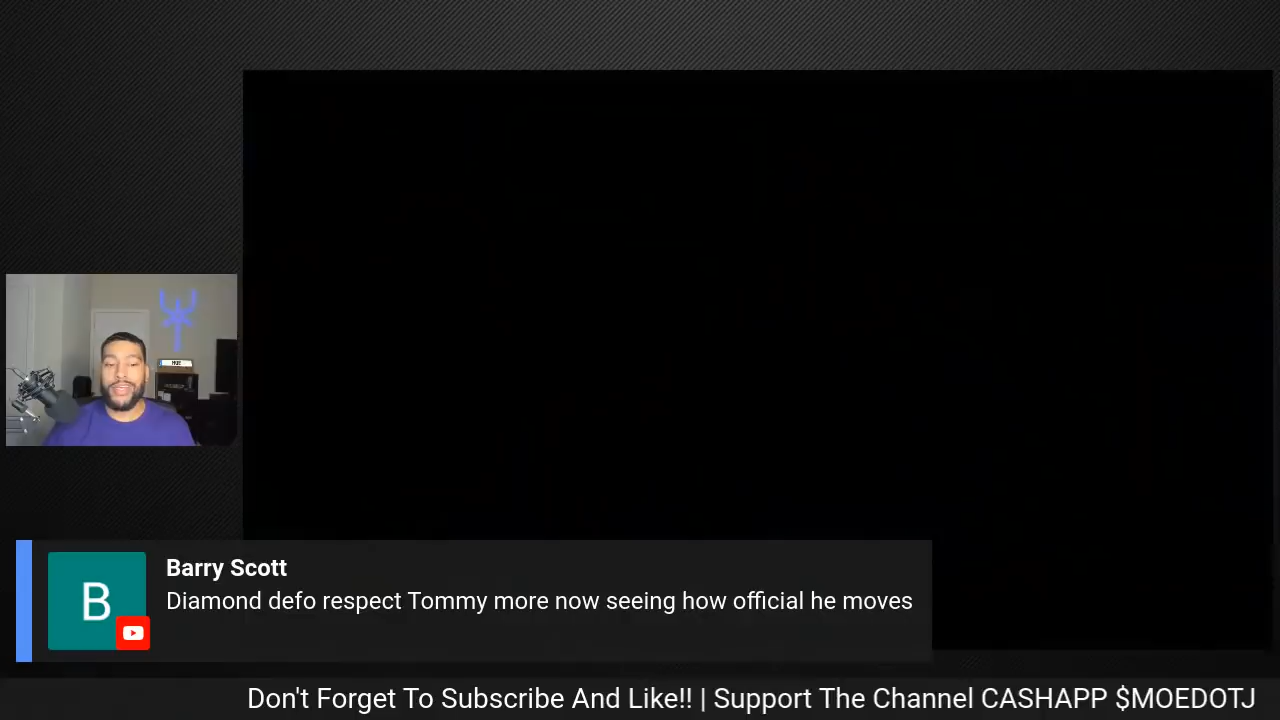 MOE
Barry Scott
Diamond defo respect Tommy more now seeing how official he moves
B
Don't Forget To Subscribe And Like!! | Support The Channel CASHAPP $MOEDOTJ